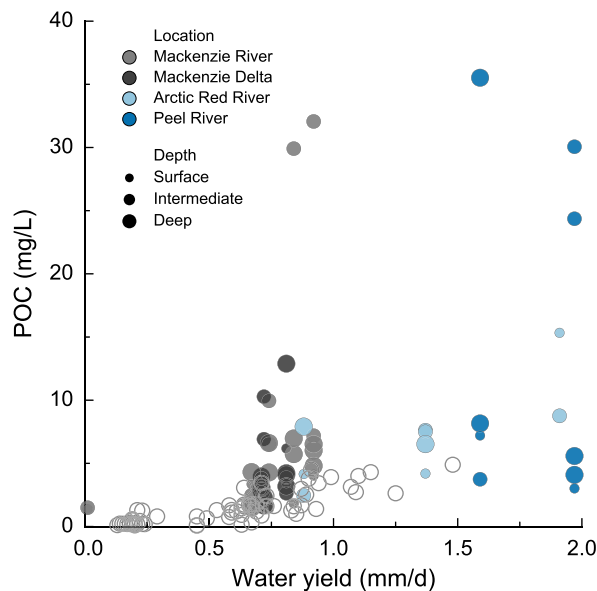 40
30
20
10
0
POC (mg/L)
Location
Mackenzie River
Mackenzie Delta
Arctic Red River
Peel River
Depth
Surface
Intermediate
Deep
0.0 0.5 1.0 1.5 2.0
Water yield (mm/d)